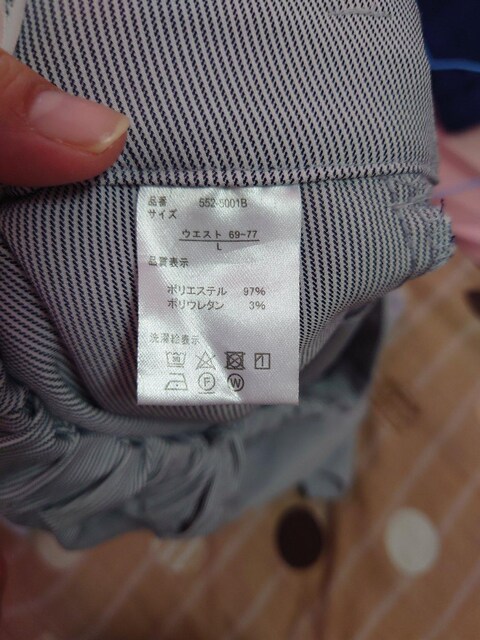 品番 552-5001B
サイズ
ウエスト 69-77
L
品質表示
ポリエステル 97%
ポリウレタン 3%
洗濯絵表示
30
F W